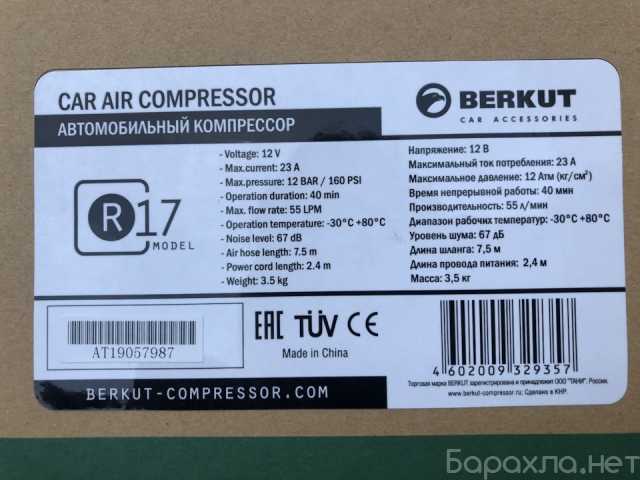 CAR AIR COMPRESSOR
АВТОМОБИЛЬНЫЙ КОМПРЕССОР
BERKUT
CAR ACCESSORIES
R17
MODEL
- Voltage: 12 V
- Max.current: 23 A
- Max.pressure: 12 BAR / 160 PSI
- Operation duration: 40 min
- Max. flow rate: 55 LPM
- Operation temperature: -30°C +80°C
- Noise level: 67 dB
- Air hose length: 7.5 m
- Power cord length: 2.4 m
- Weight: 3.5 kg
Напряжение: 12 В
Максимальный ток потребления: 23 А
Максимальное давление: 12 Атм (кг/см²)
Время непрерывной работы: 40 мин
Производительность: 55 л/мин
Диапазон рабочих температур: -30°C +80°C
Уровень шума: 67 дБ
Длина шланга: 7,5 м
Длина провода питания: 2,4 м
Масса: 3,5 кг
AT19057987
EAC TÜV CE
Made in China
4 602009 329357
Торговая марка BERKUT зарегистрирована и принадлежит ООО "ТАНИ". Россия.
www.berkut-compressor.ru; Сделано в КНР.
BERKUT-COMPRESSOR.COM
Барахла.нет